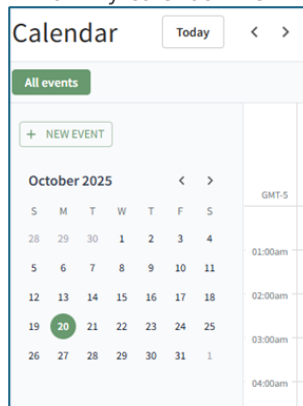 Calendar Today < >
All events
+ NEW EVENT
October 2025 < >
GMT-5
S M T W T F S
28 29 30 1 2 3 4
5 6 7 8 9 10 11
12 13 14 15 16 17 18
19 20 21 22 23 24 25
26 27 28 29 30 31 1
01:00am
02:00am
03:00am
04:00am